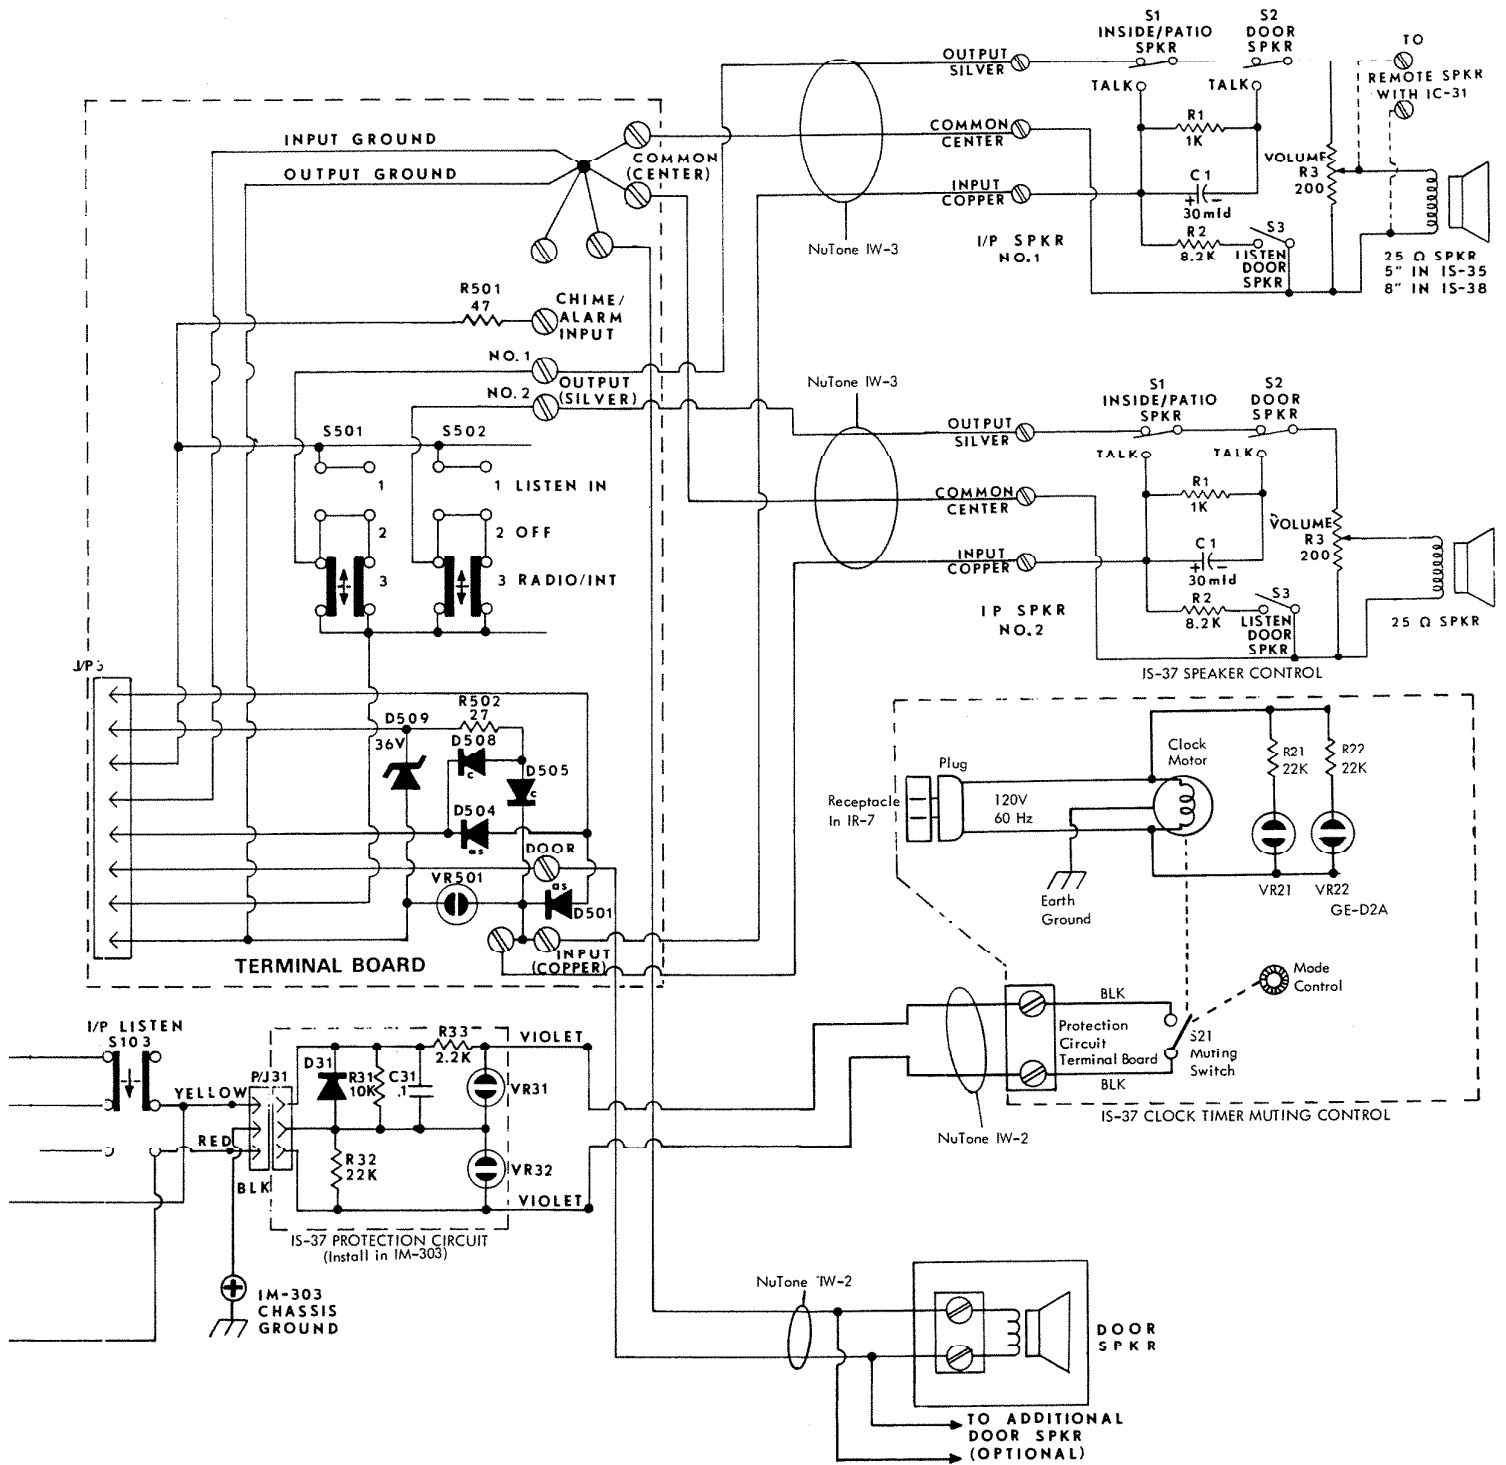 S1
INSIDE/PATIO
SPKR
S2
DOOR
SPKR
TO
REMOTE SPKR
WITH IC-31
OUTPUT
SILVER
TALK
TALK
R1
1K
COMMON
CENTER
VOLUME
R3
200
INPUT
COPPER
C1
+ −
30mfd
R2
8.2K
S3
LISTEN
DOOR
SPKR
NuTone IW-3
I/P SPKR
NO.1
25 Ω SPKR
5" IN IS-35
8" IN IS-38
INPUT GROUND
OUTPUT GROUND
COMMON
(CENTER)
R501
47
CHIME/
ALARM
INPUT
NO.1
NO.2
OUTPUT
(SILVER)
S501
S502
1
1 LISTEN IN
2
2 OFF
3
3 RADIO/INT
NuTone IW-3
S1
INSIDE/PATIO
SPKR
S2
DOOR
SPKR
OUTPUT
SILVER
TALK
TALK
R1
1K
COMMON
CENTER
VOLUME
R3
200
INPUT
COPPER
C1
+ −
30mfd
R2
8.2K
S3
LISTEN
DOOR
SPKR
I P SPKR
NO.2
25 Ω SPKR
IS-37 SPEAKER CONTROL
D509
36V
R502
27
D508
c
D505
c
D504
as
DOOR
VR501
as
D501
INPUT
(COPPER)
TERMINAL BOARD
Receptacle
In IR-7
Plug
120V
60 Hz
Clock
Motor
R21
22K
R22
22K
Earth
Ground
VR21
VR22
GE-D2A
Mode
Control
BLK
Protection
Circuit
Terminal Board
S21
Muting
Switch
BLK
IS-37 CLOCK TIMER MUTING CONTROL
NuTone IW-2
I/P LISTEN
S103
YELLOW
RED
BLK
P/J31
D31
R31
10K
C31
.1
R33
2.2K
VIOLET
VR31
R32
22K
VR32
VIOLET
IS-37 PROTECTION CIRCUIT
(Install in IM-303)
IM-303
CHASSIS
GROUND
NuTone IW-2
DOOR
SPKR
TO ADDITIONAL
DOOR SPKR
(OPTIONAL)